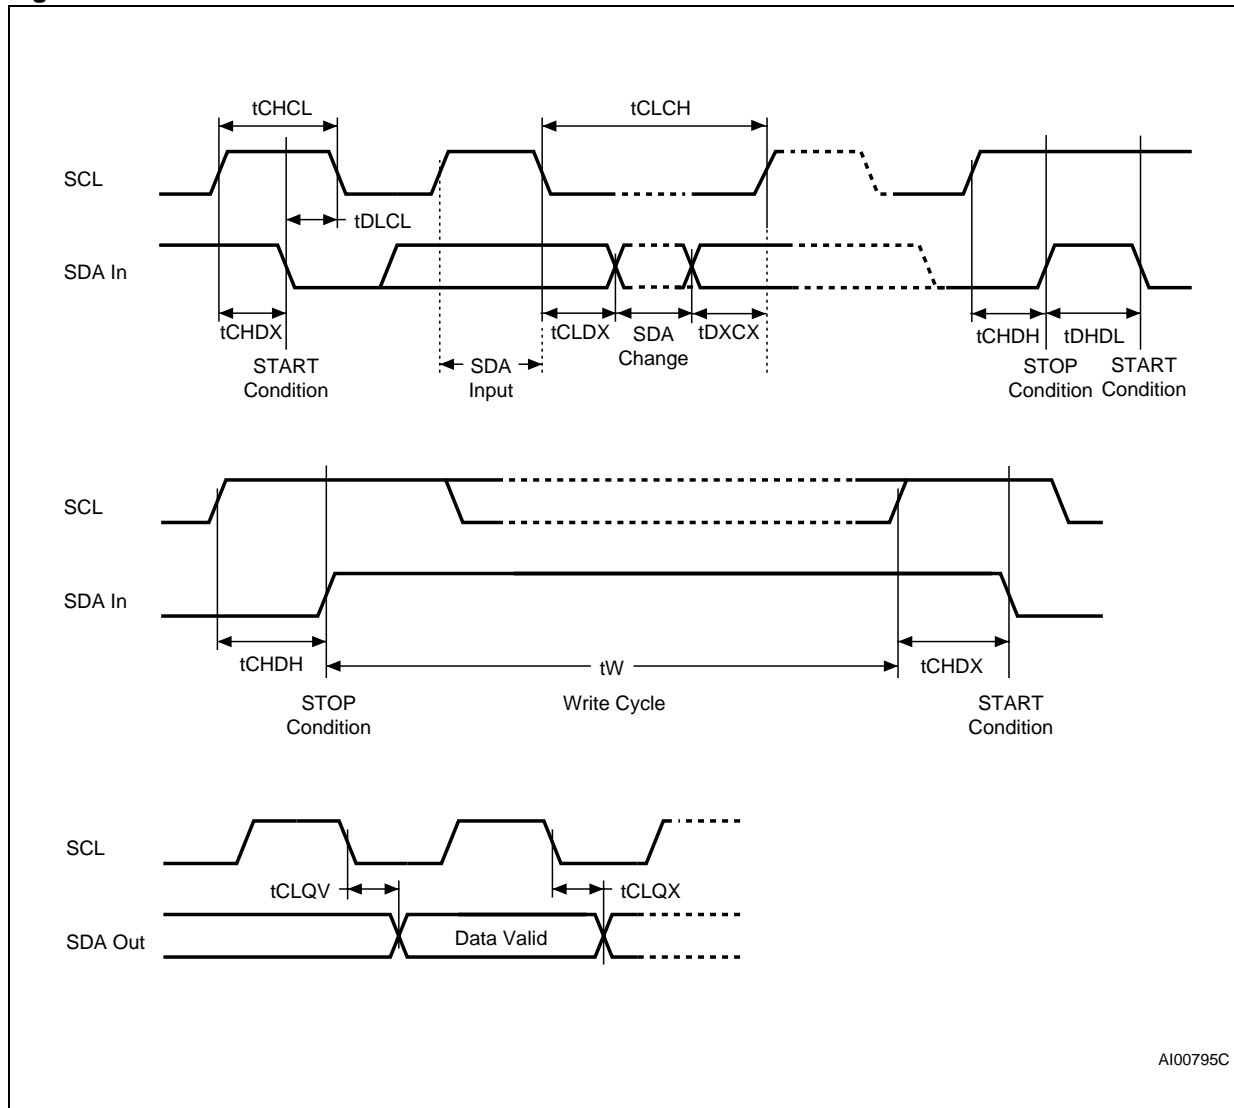 tCHCL
tCLCH
SCL
tDLCL
SDA In
tCHDX
tCLDX
SDA
Change
tDXCX
tCHDH
tDHDL
START
Condition
SDA
Input
STOP
Condition
START
Condition
SCL
SDA In
tCHDH
tW
tCHDX
STOP
Condition
Write Cycle
START
Condition
SCL
tCLQV
tCLQX
SDA Out
Data Valid
AI00795C